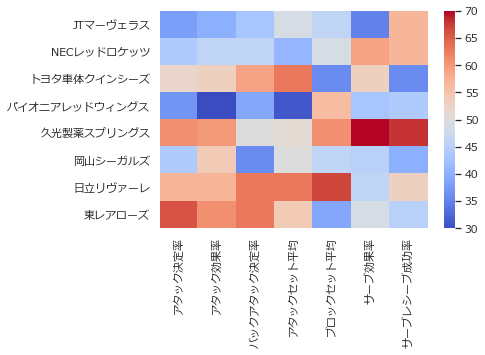 JTマーヴェラス
NECレッドロケッツ
トヨタ車体クインシーズ
パイオニアレッドウィングス
久光製薬スプリングス
岡山シーガルズ
日立リヴァーレ
東レアローズ
アタック決定率
アタック効果率
バックアタック決定率
アタックセット平均
ブロックセット平均
サーブ効果率
サーブレシーブ成功率
70
65
60
55
50
45
40
35
30